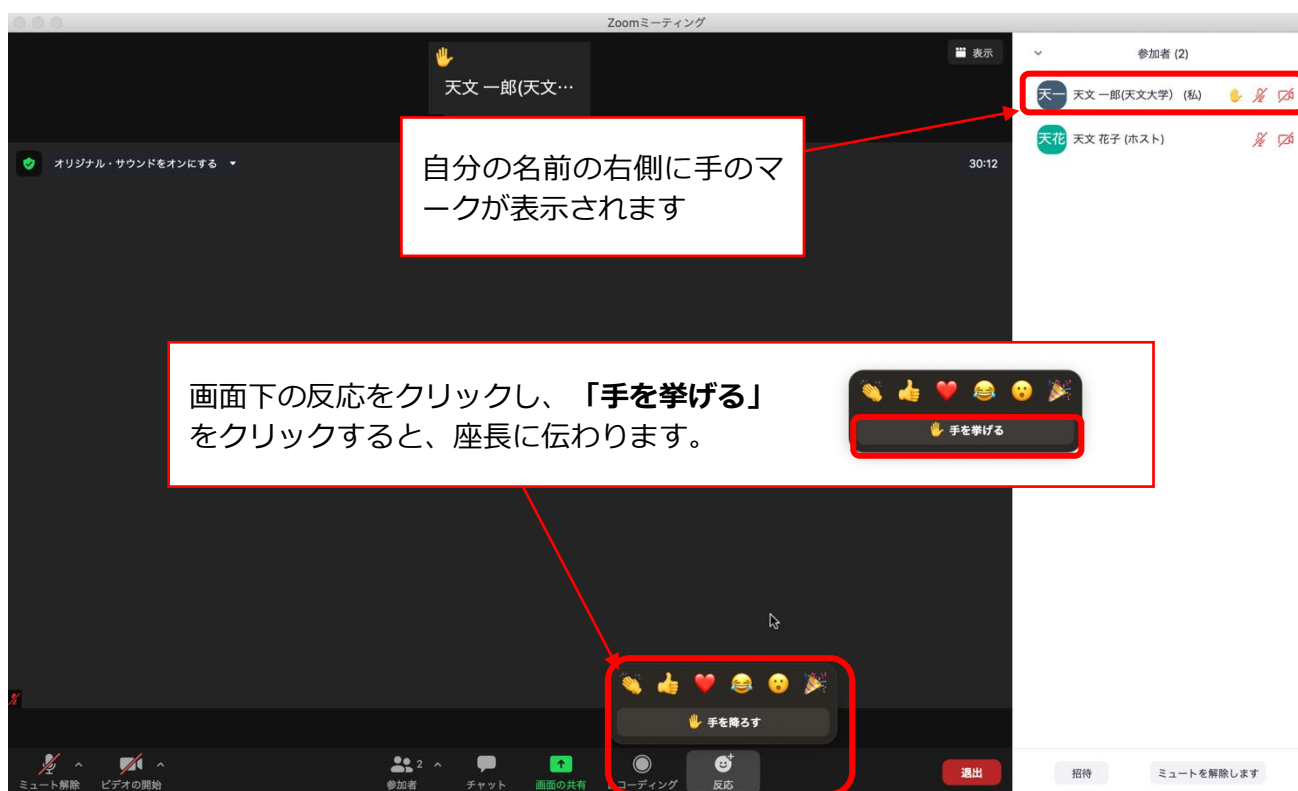 Zoomミーティング
天文 一郎(天文…
表示
参加者 (2)
天一 天文 一郎(天文大学) (私)
天花 天文 花子 (ホスト)
オリジナル・サウンドをオンにする
30:12
自分の名前の右側に手のマ
ークが表示されます
画面下の反応をクリックし、「手を挙げる」
をクリックすると、座長に伝わります。
手を挙げる
手を降ろす
ミュート解除
ビデオの開始
2
参加者
チャット
画面の共有
コーディング
反応
退出
招待
ミュートを解除します